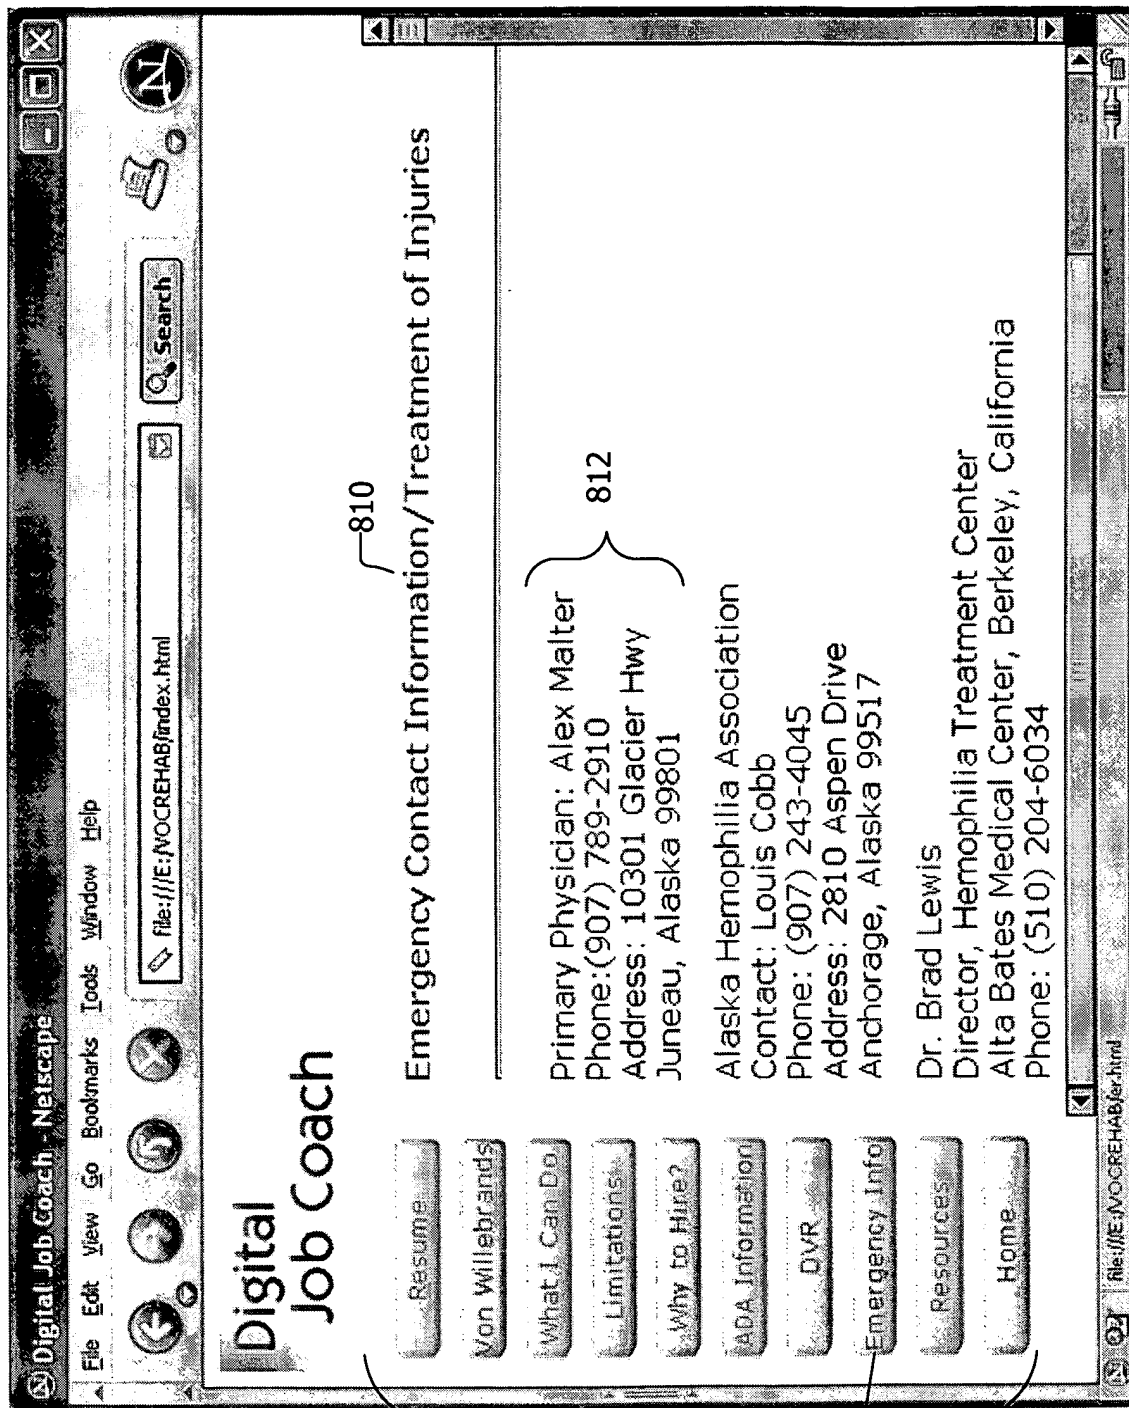 Digital Job Coach - Netscape
File Edit View Go Bookmarks Tools Window Help
file:///E:/VOCREHAB/index.html
Search
N
Digital
Job Coach
Resume
Von Willebrands
What I Can Do
Limitations
Why to Hire?
ADA Information
DVR
Emergency Info
Resources
Home
810
Emergency Contact Information/Treatment of Injuries
812
Primary Physician: Alex Malter
Phone:(907) 789-2910
Address: 10301 Glacier Hwy
Juneau, Alaska 99801
Alaska Hemophilia Association
Contact: Louis Cobb
Phone: (907) 243-4045
Address: 2810 Aspen Drive
Anchorage, Alaska 99517
Dr. Brad Lewis
Director, Hemophilia Treatment Center
Alta Bates Medical Center, Berkeley, California
Phone: (510) 204-6034
file:///E:/VOCREHAB/er.html